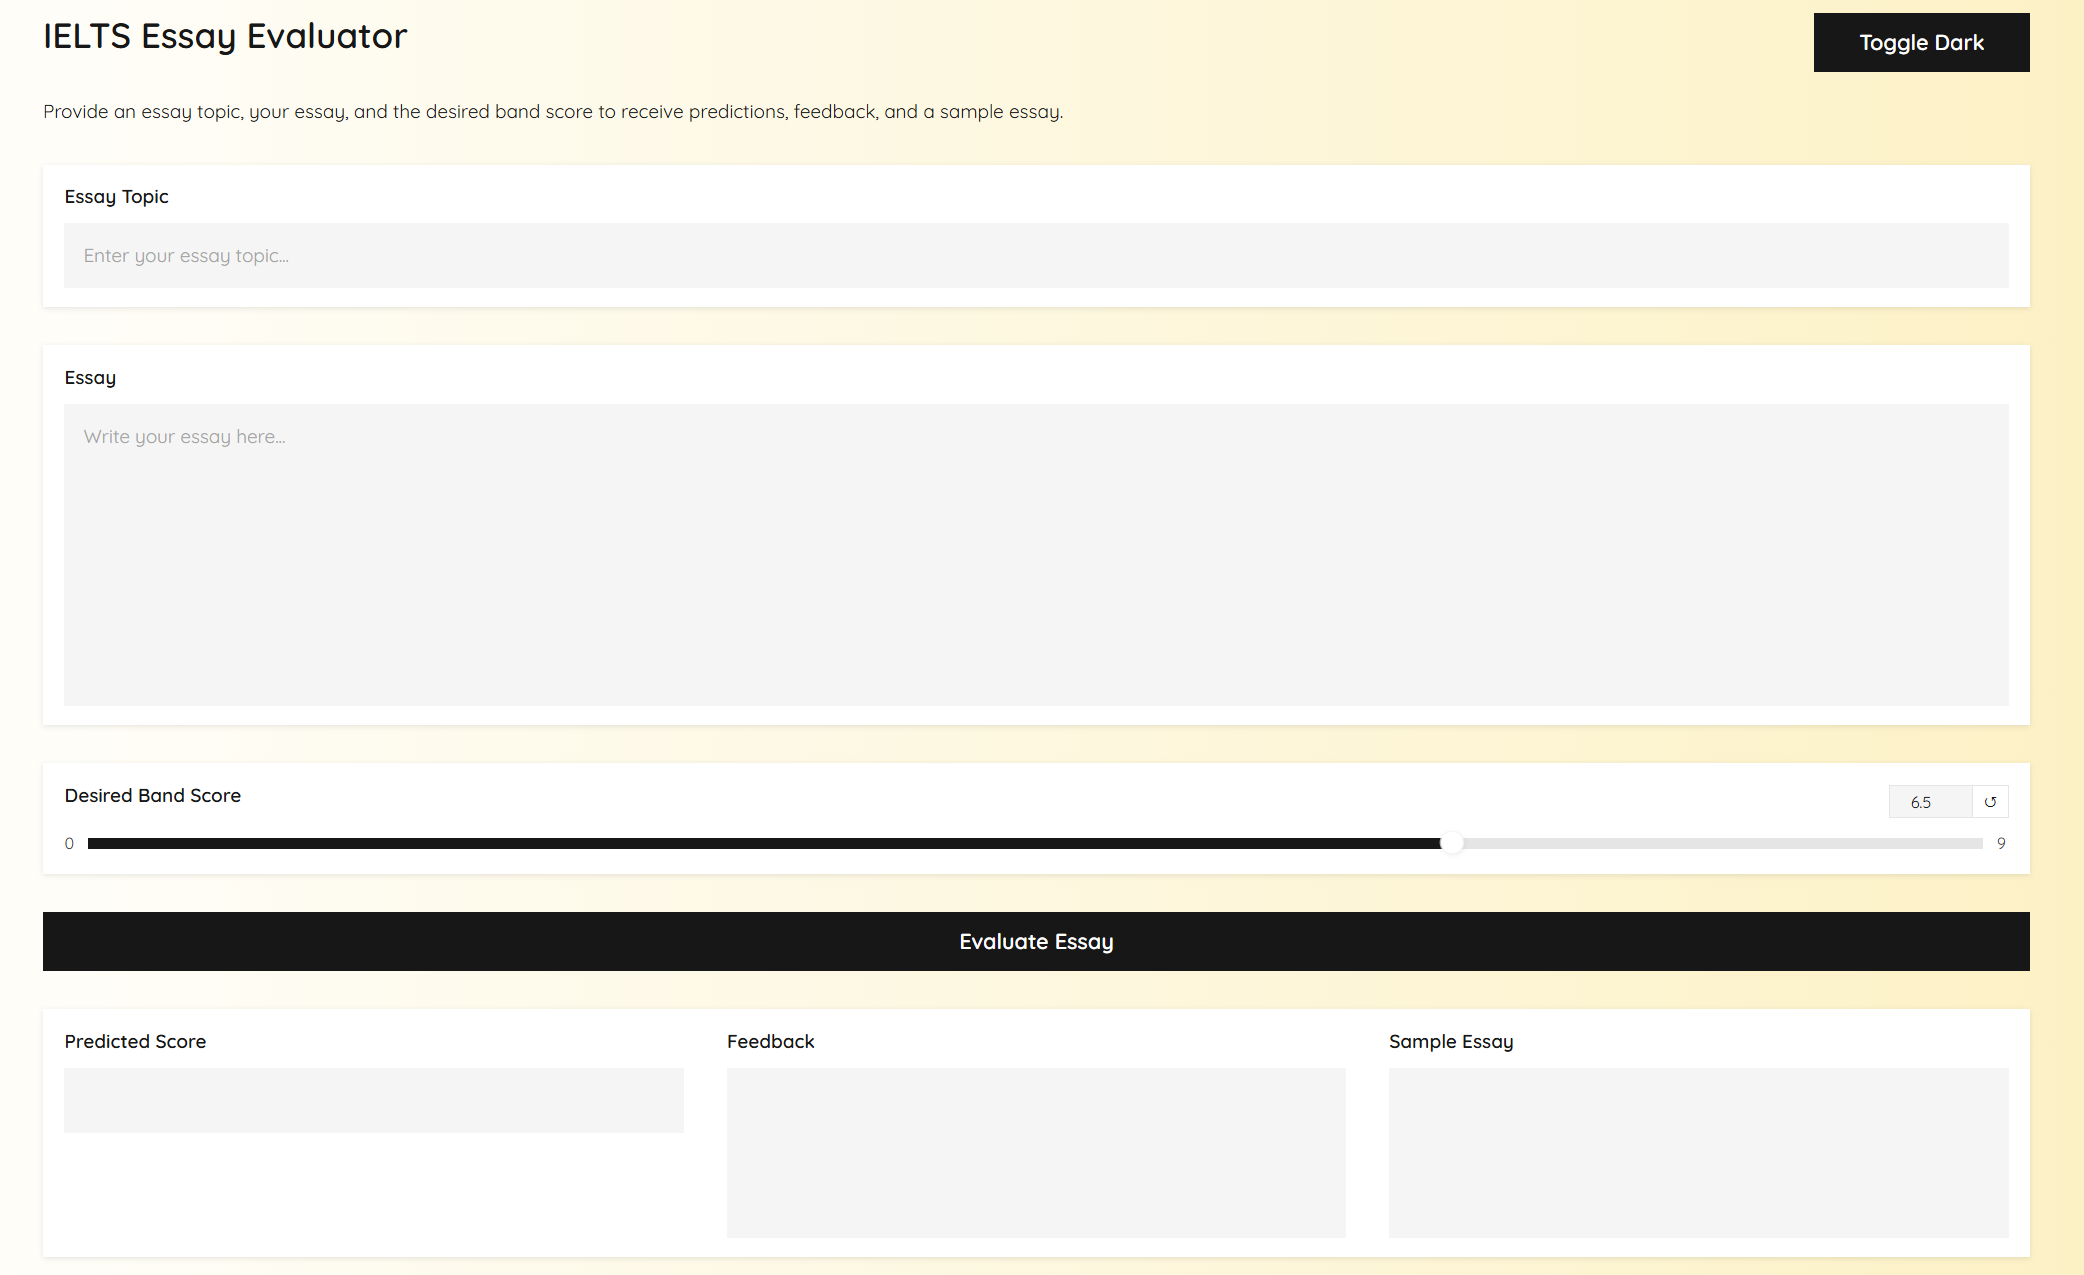 IELTS Essay Evaluator
Toggle Dark
Provide an essay topic, your essay, and the desired band score to receive predictions, feedback, and a sample essay.
Essay Topic
Enter your essay topic...
Essay
Write your essay here...
Desired Band Score
6.5 ↺
0 9
Evaluate Essay
Predicted Score
Feedback
Sample Essay